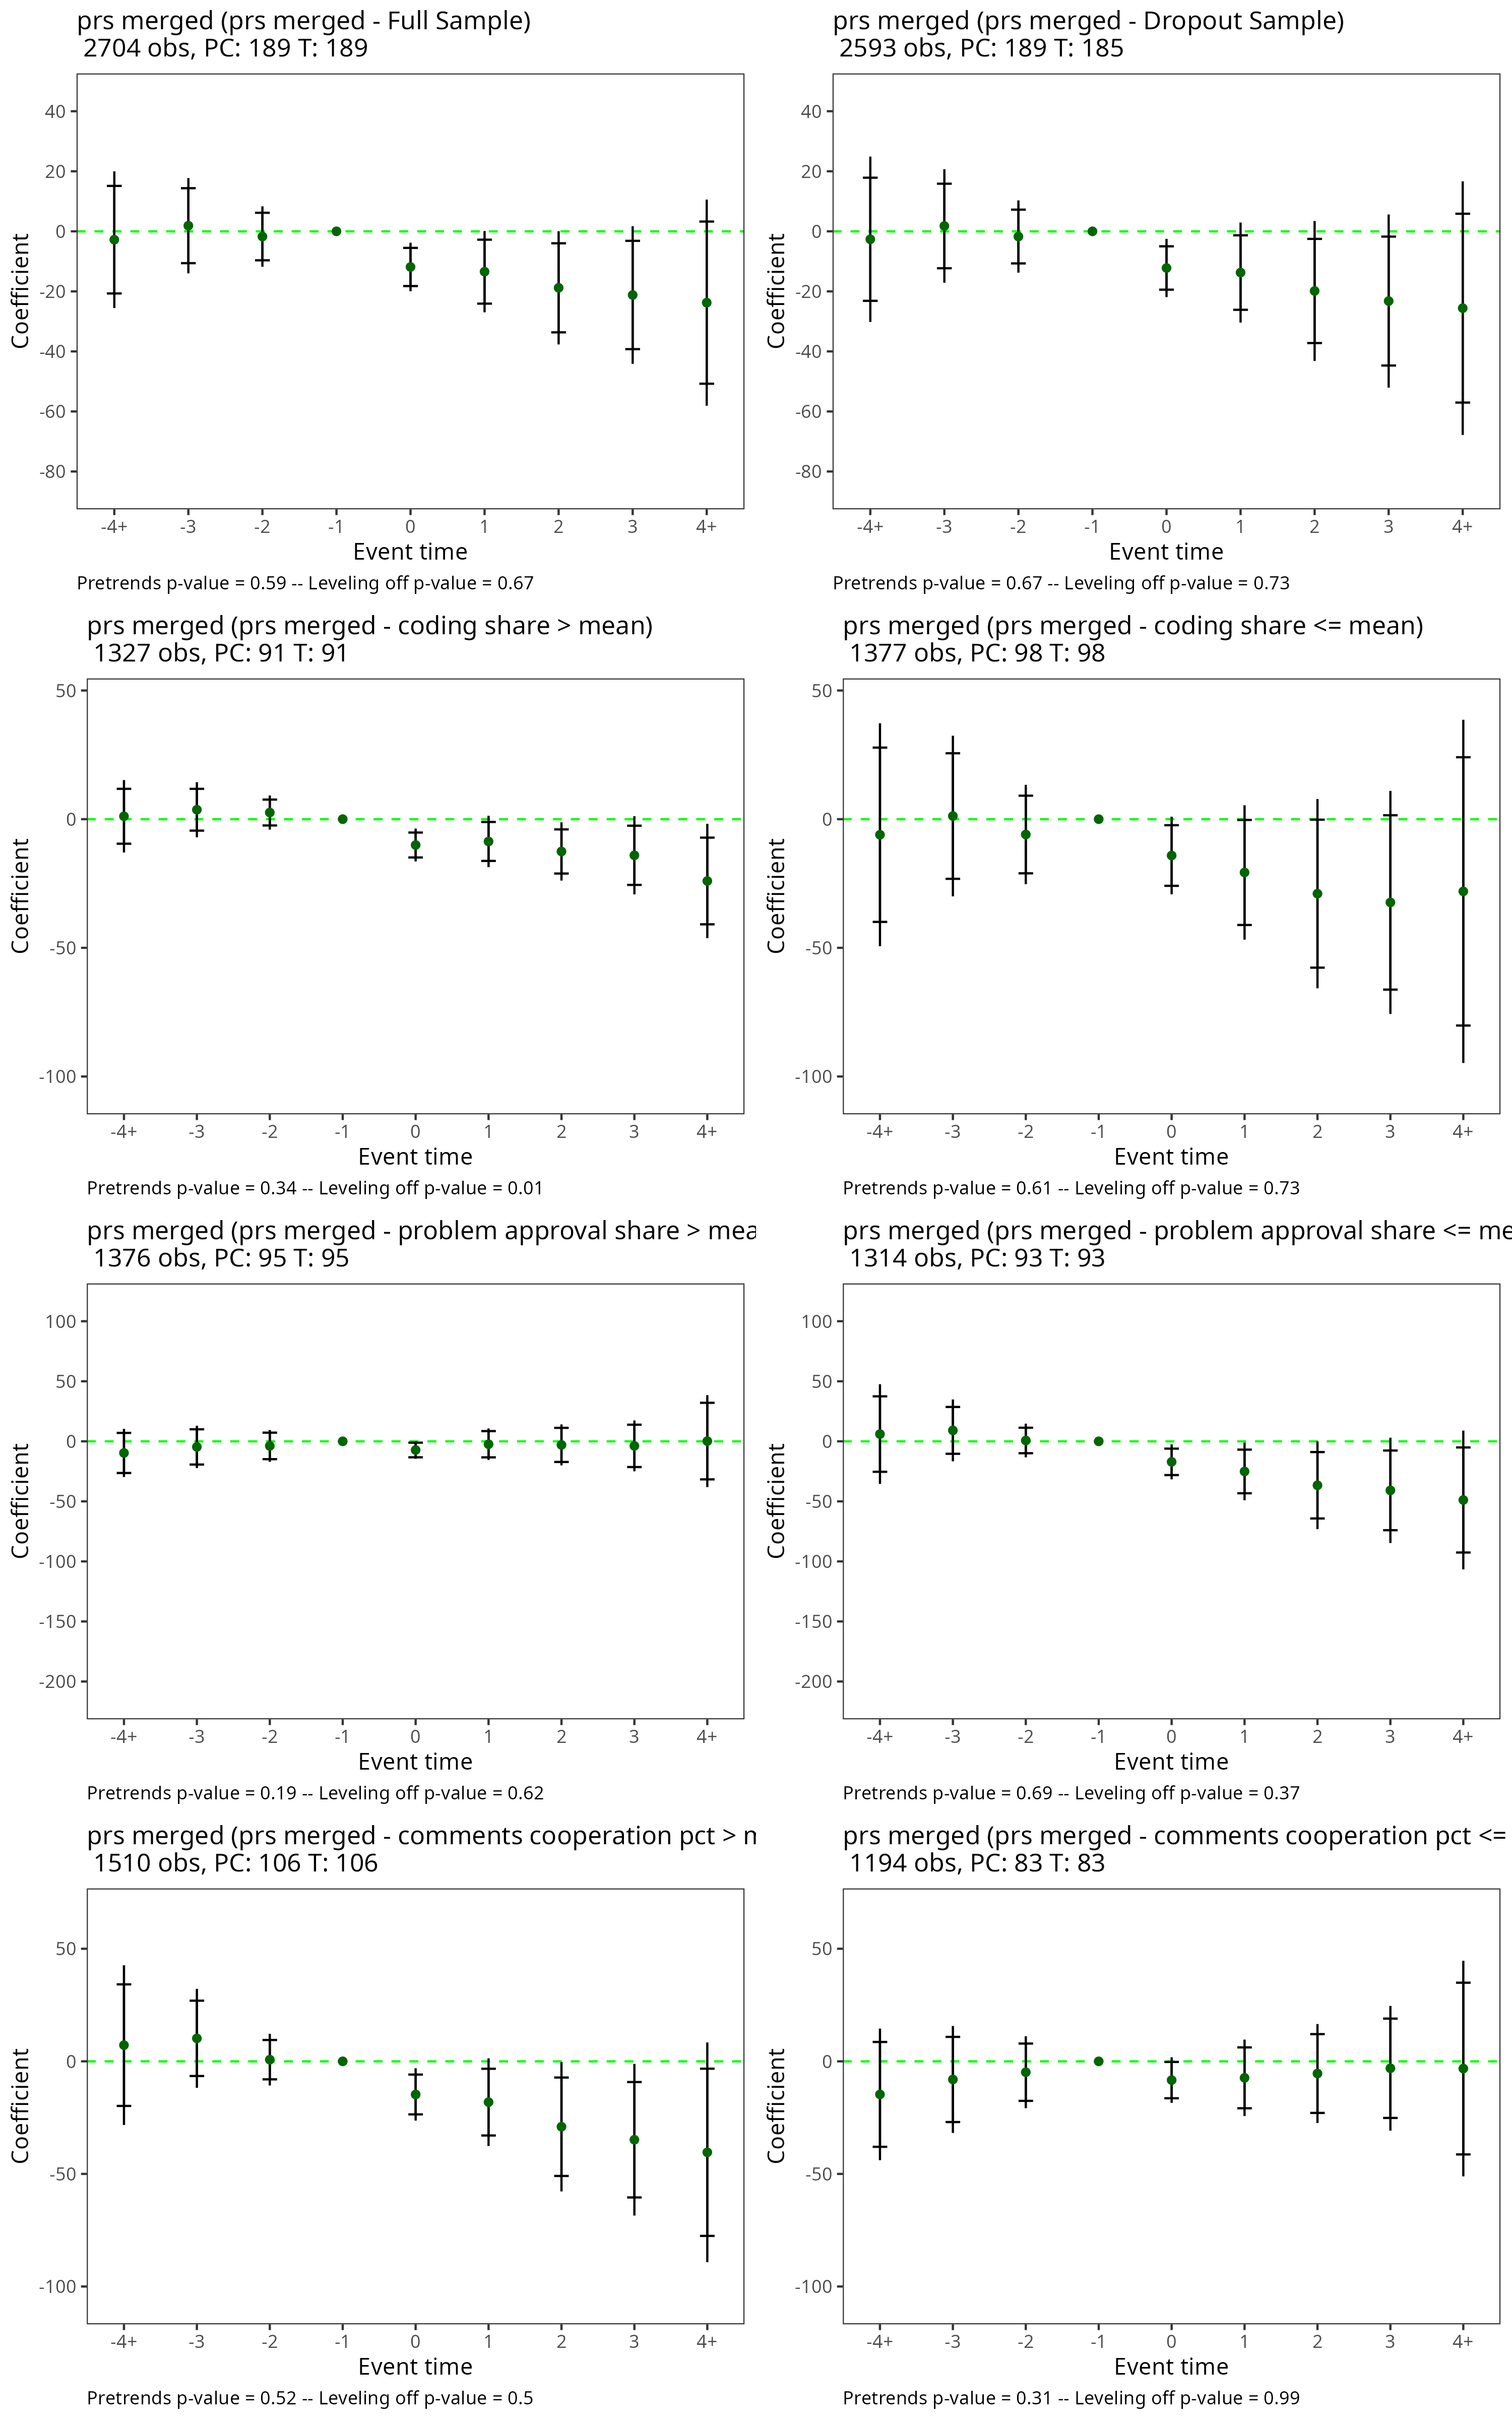 prs merged (prs merged - Full Sample)
2704 obs, PC: 189 T: 189
40
20
0
-20
-40
-60
-80
Coefficient
-4+ -3 -2 -1 0 1 2 3 4+
Event time
Pretrends p-value = 0.59 -- Leveling off p-value = 0.67
prs merged (prs merged - Dropout Sample)
2593 obs, PC: 189 T: 185
40
20
0
-20
-40
-60
-80
Coefficient
-4+ -3 -2 -1 0 1 2 3 4+
Event time
Pretrends p-value = 0.67 -- Leveling off p-value = 0.73
prs merged (prs merged - coding share > mean)
1327 obs, PC: 91 T: 91
50
0
-50
-100
Coefficient
-4+ -3 -2 -1 0 1 2 3 4+
Event time
Pretrends p-value = 0.34 -- Leveling off p-value = 0.01
prs merged (prs merged - coding share <= mean)
1377 obs, PC: 98 T: 98
50
0
-50
-100
Coefficient
-4+ -3 -2 -1 0 1 2 3 4+
Event time
Pretrends p-value = 0.61 -- Leveling off p-value = 0.73
prs merged (prs merged - problem approval share > mea
1376 obs, PC: 95 T: 95
100
50
0
-50
-100
-150
-200
Coefficient
-4+ -3 -2 -1 0 1 2 3 4+
Event time
Pretrends p-value = 0.19 -- Leveling off p-value = 0.62
prs merged (prs merged - problem approval share <= me
1314 obs, PC: 93 T: 93
100
50
0
-50
-100
-150
-200
Coefficient
-4+ -3 -2 -1 0 1 2 3 4+
Event time
Pretrends p-value = 0.69 -- Leveling off p-value = 0.37
prs merged (prs merged - comments cooperation pct > m
1510 obs, PC: 106 T: 106
50
0
-50
-100
Coefficient
-4+ -3 -2 -1 0 1 2 3 4+
Event time
Pretrends p-value = 0.52 -- Leveling off p-value = 0.5
prs merged (prs merged - comments cooperation pct <=
1194 obs, PC: 83 T: 83
50
0
-50
-100
Coefficient
-4+ -3 -2 -1 0 1 2 3 4+
Event time
Pretrends p-value = 0.31 -- Leveling off p-value = 0.99